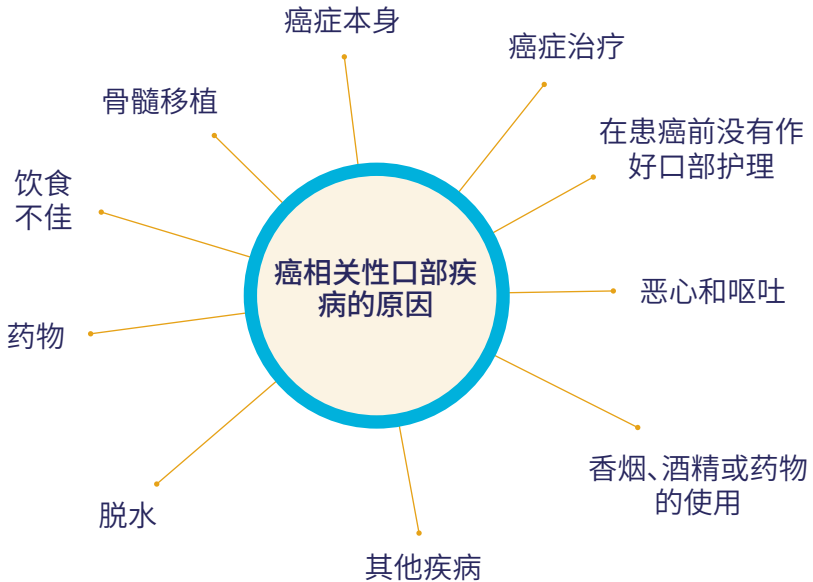 癌症本身
癌症治疗
骨髓移植
在患癌前没有作
好口部护理
饮食
不佳
癌相关性口部疾
病的原因
恶心和呕吐
药物
香烟、酒精或药物
的使用
脱水
其他疾病